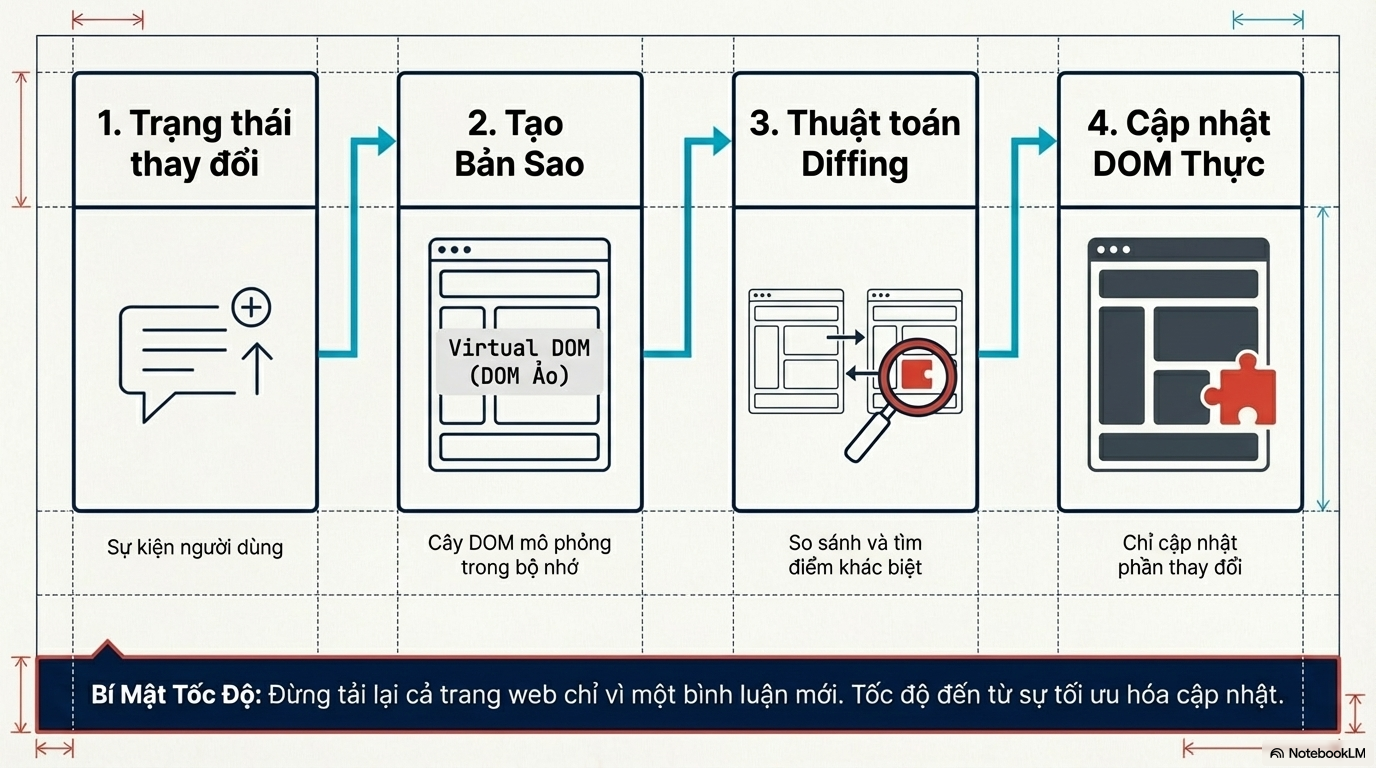 1. Trạng thái
thay đổi
2. Tạo
Bản Sao
3. Thuật toán
Diffing
4. Cập nhật
DOM Thực
Virtual DOM
(DOM Ảo)
Sự kiện người dùng
Cây DOM mô phỏng
trong bộ nhớ
So sánh và tìm
điểm khác biệt
Chỉ cập nhật
phần thay đổi
Bí Mật Tốc Độ: Đừng tải lại cả trang web chỉ vì một bình luận mới. Tốc độ đến từ sự tối ưu hóa cập nhật.
NotebookLM